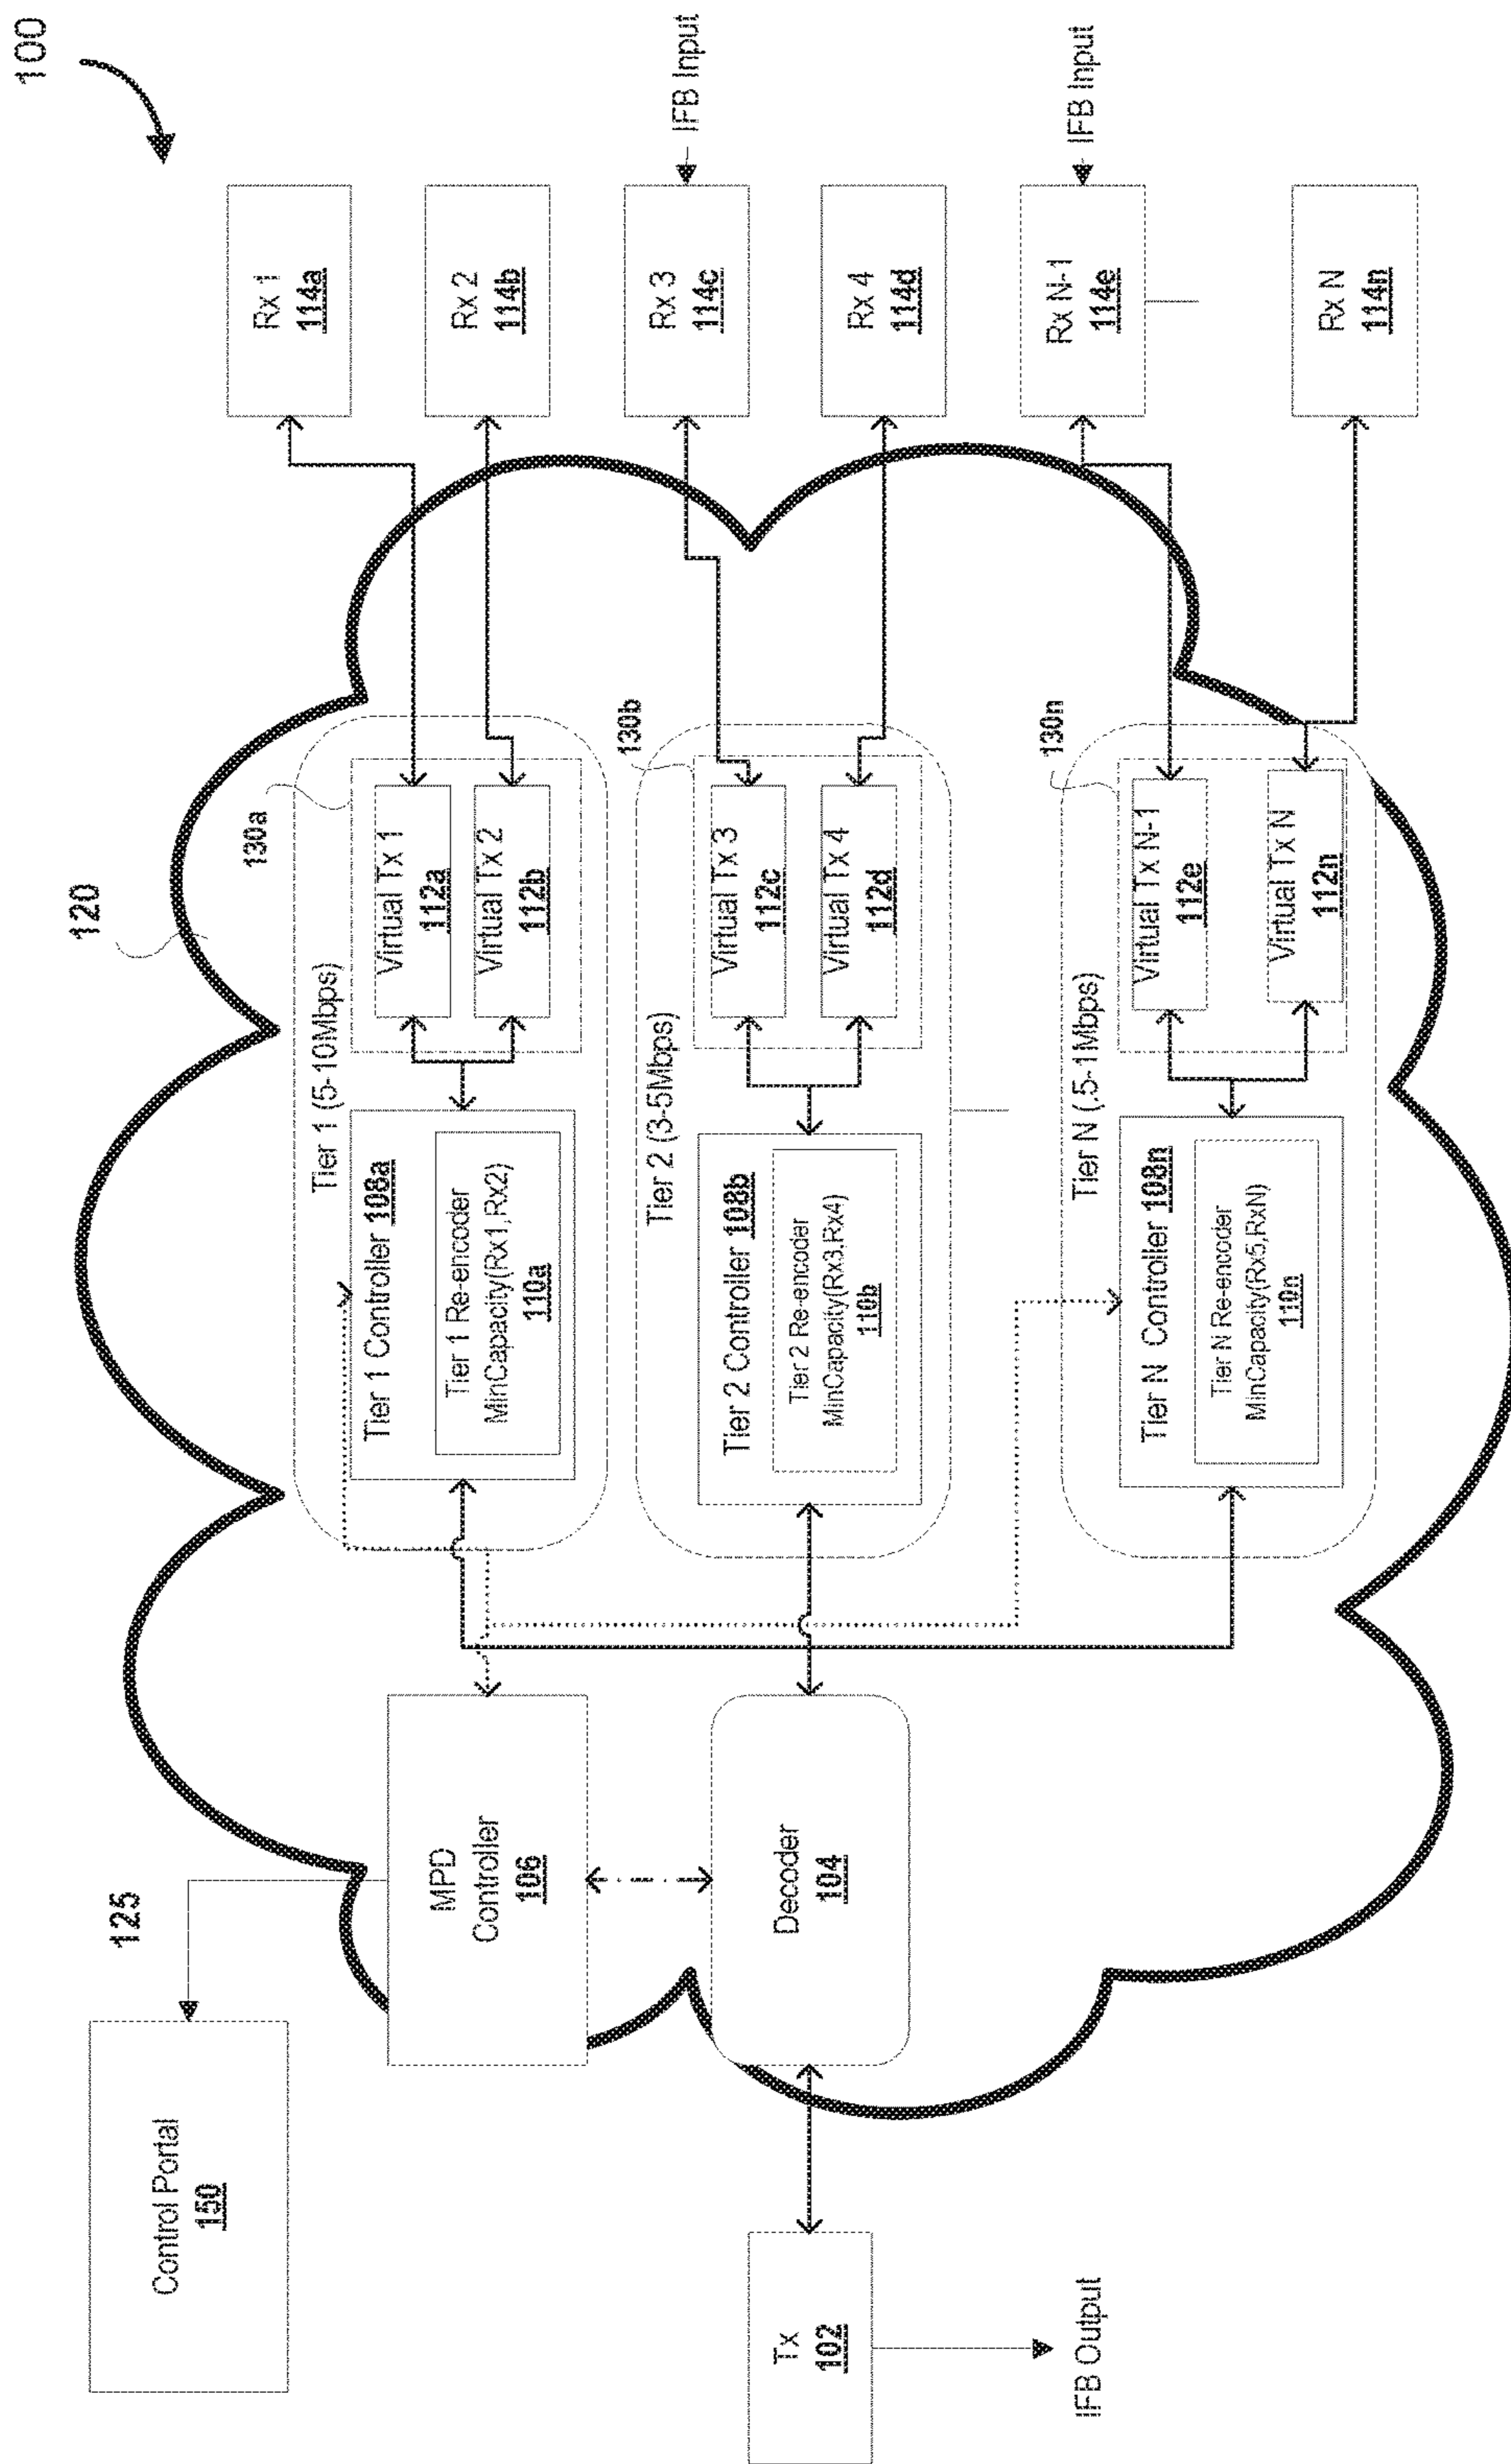 100
Control Portal
150
125
120
MPD
Controller
106
Decoder
104
Tx
102
IFB Output
Tier 1 (5-10Mbps)
Tier 1 Controller 108a
Tier 1 Re-encoder
MinCapacity(Rx1,Rx2)
110a
130a
Virtual Tx 1
112a
Virtual Tx 2
112b
Tier 2 (3-5Mbps)
Tier 2 Controller 108b
Tier 2 Re-encoder
MinCapacity(Rx3,Rx4)
110b
130b
Virtual Tx 3
112c
Virtual Tx 4
112d
Tier N (.5-1Mbps)
Tier N Controller 108n
Tier N Re-encoder
MinCapacity(Rx5,RxN)
110n
130n
Virtual Tx N-1
112e
Virtual Tx N
112n
Rx 1
114a
Rx 2
114b
Rx 3
114c
IFB Input
Rx 4
114d
Rx N-1
114e
IFB Input
Rx N
114n